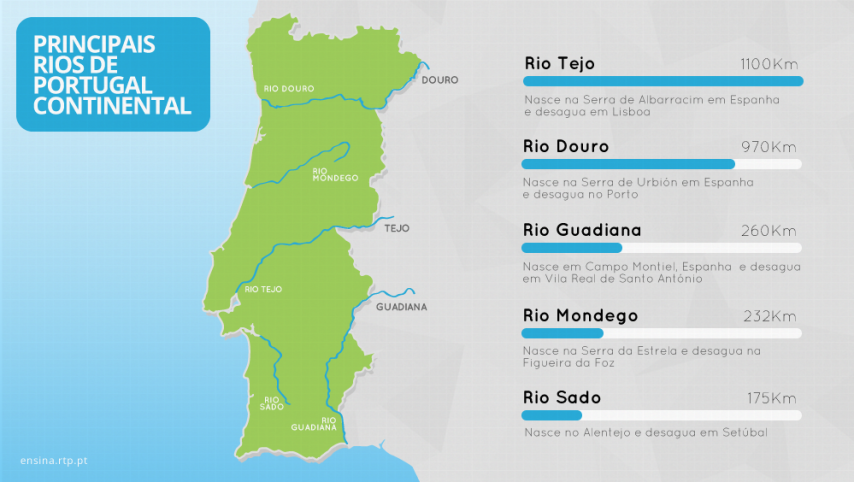 PRINCIPAIS
RIOS DE
PORTUGAL
CONTINENTAL
RIO DOURO
DOURO
RIO
MONDEGO
TEJO
RIO TEJO
GUADIANA
RIO
SADO
RIO
GUADIANA
ensina.rtp.pt
Rio Tejo 1100Km
Nasce na Serra de Albarracim em Espanha
e desagua em Lisboa
Rio Douro 970Km
Nasce na Serra de Urbión em Espanha
e desagua no Porto
Rio Guadiana 260Km
Nasce em Campo Montiel, Espanha e desagua
em Vila Real de Santo António
Rio Mondego 232Km
Nasce na Serra da Estrela e desagua na
Figueira da Foz
Rio Sado 175Km
Nasce no Alentejo e desagua em Setúbal